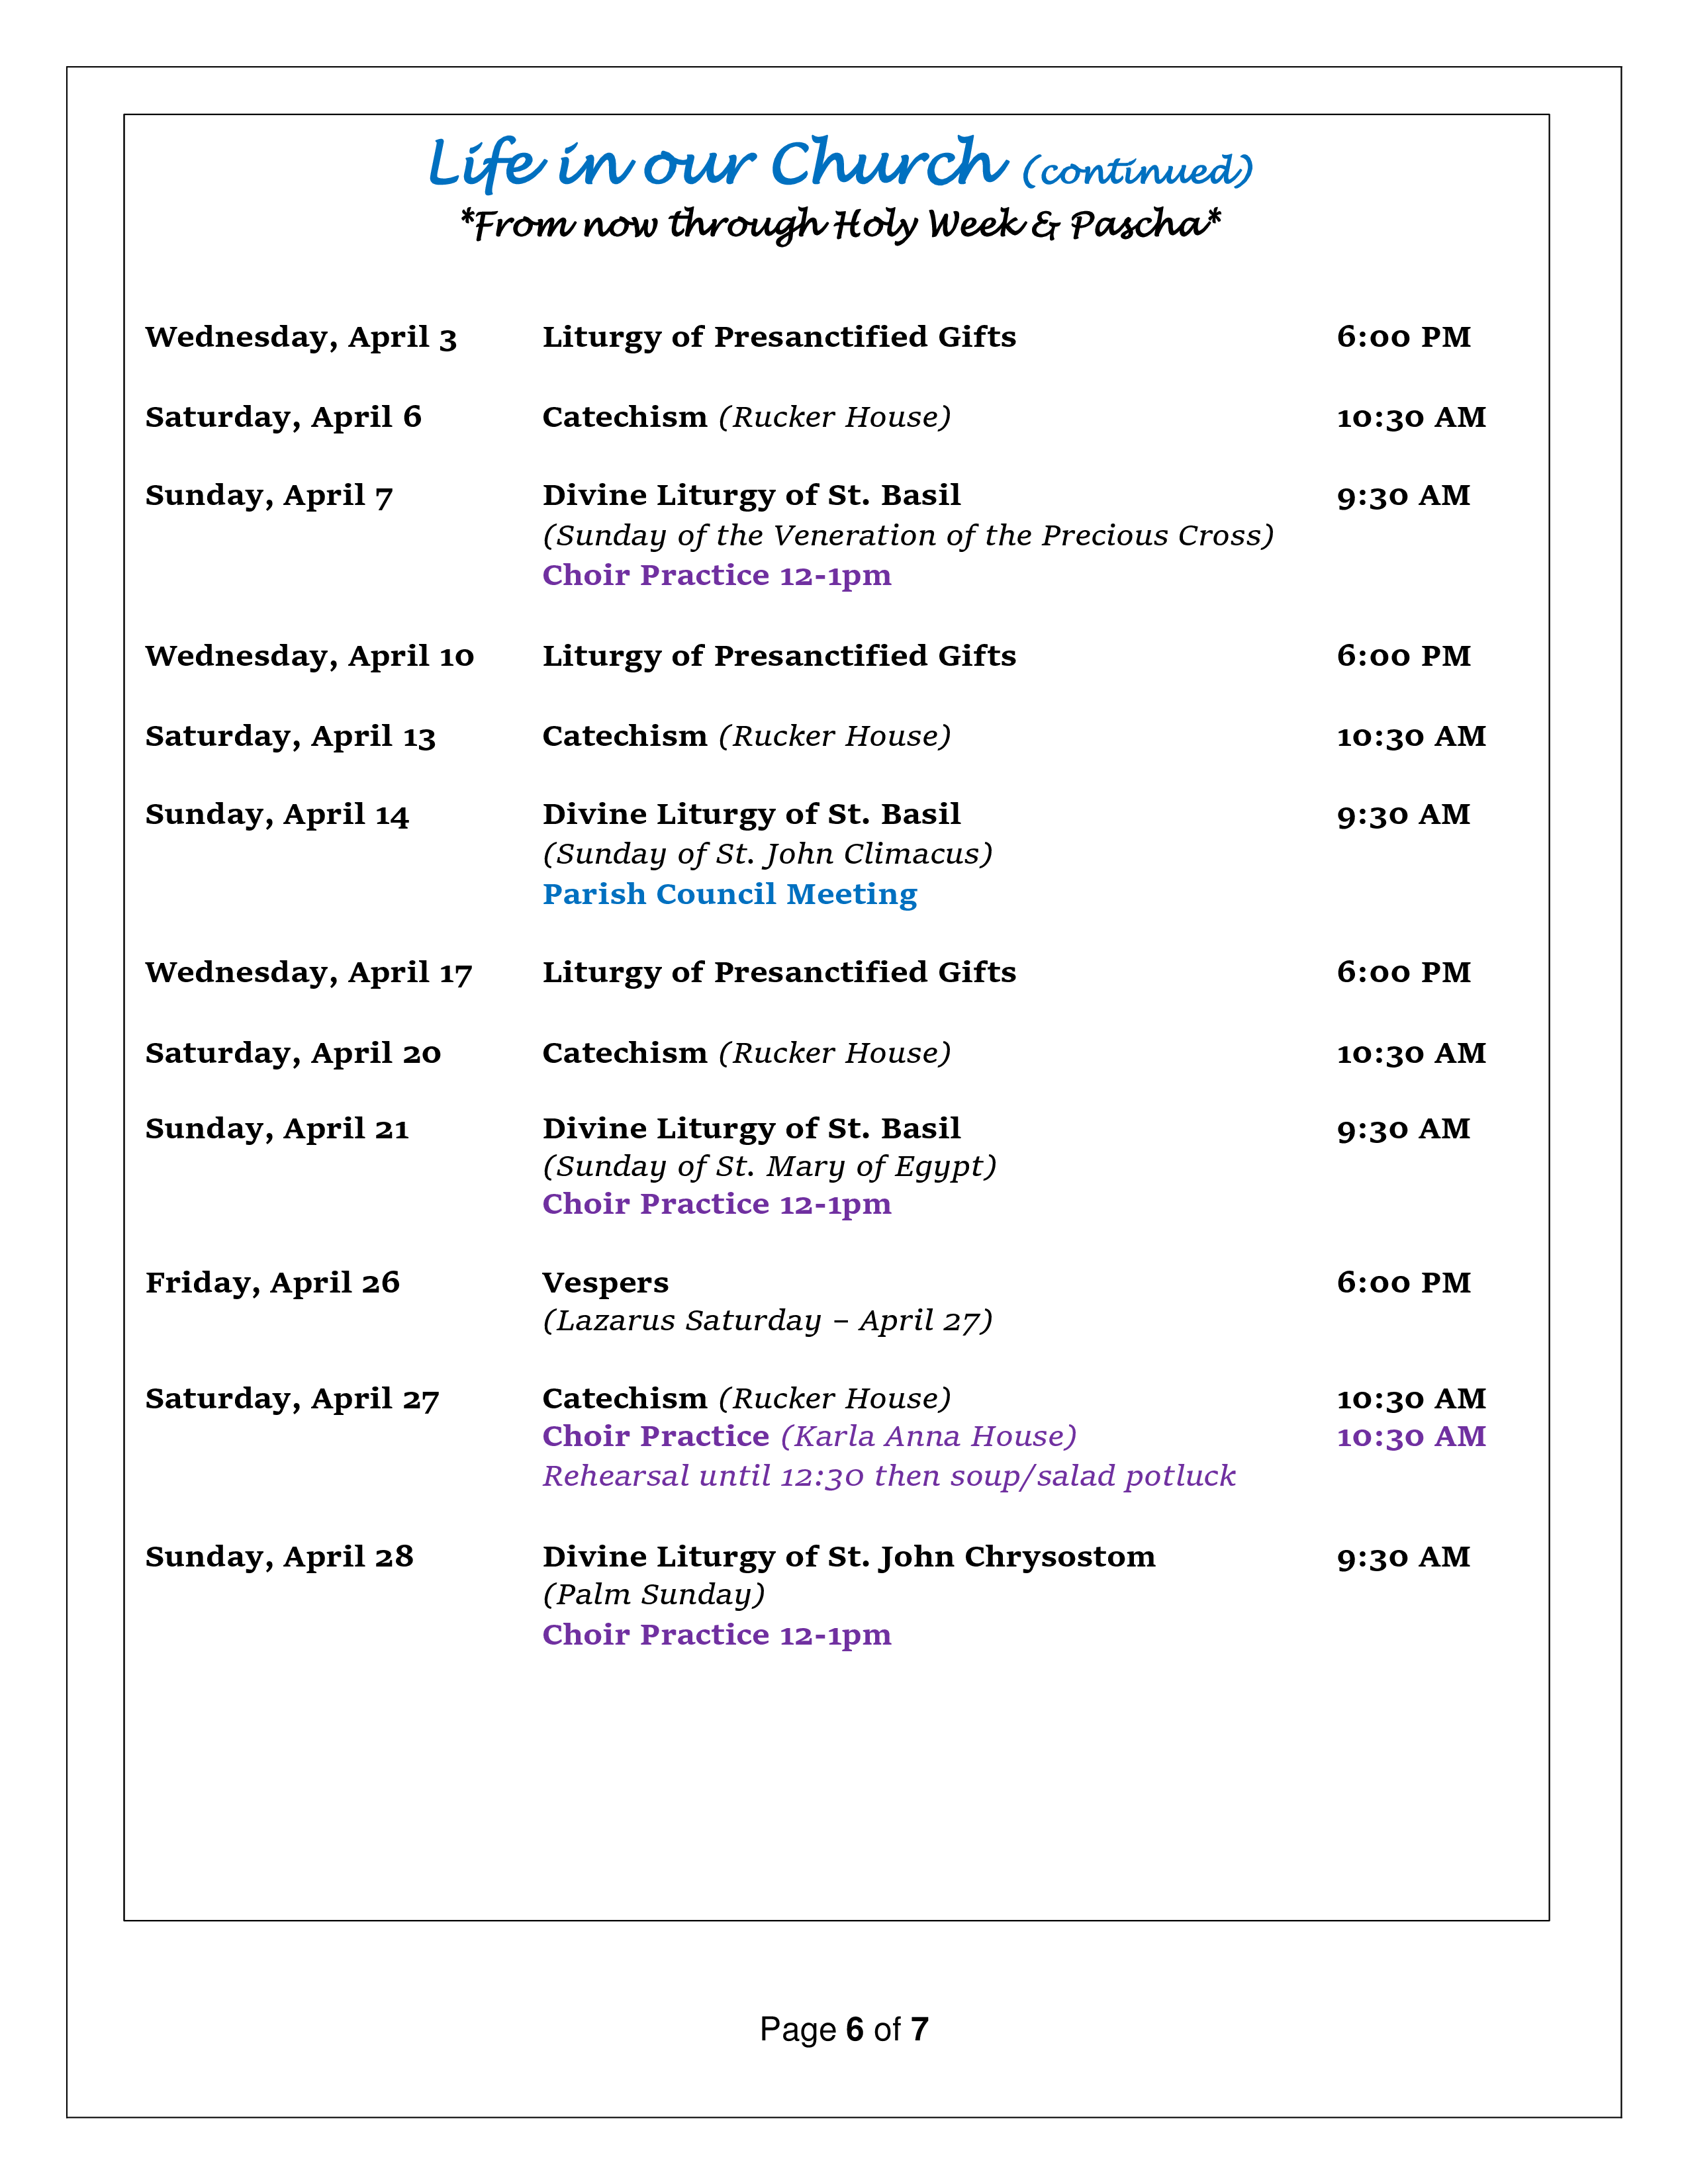 Life in our Church (continued)
*From now through Holy Week & Pascha*
Wednesday, April 3 Liturgy of Presanctified Gifts 6:00 PM
Saturday, April 6 Catechism (Rucker House) 10:30 AM
Sunday, April 7 Divine Liturgy of St. Basil 9:30 AM
(Sunday of the Veneration of the Precious Cross)
Choir Practice 12-1pm
Wednesday, April 10 Liturgy of Presanctified Gifts 6:00 PM
Saturday, April 13 Catechism (Rucker House) 10:30 AM
Sunday, April 14 Divine Liturgy of St. Basil 9:30 AM
(Sunday of St. John Climacus)
Parish Council Meeting
Wednesday, April 17 Liturgy of Presanctified Gifts 6:00 PM
Saturday, April 20 Catechism (Rucker House) 10:30 AM
Sunday, April 21 Divine Liturgy of St. Basil 9:30 AM
(Sunday of St. Mary of Egypt)
Choir Practice 12-1pm
Friday, April 26 Vespers 6:00 PM
(Lazarus Saturday – April 27)
Saturday, April 27 Catechism (Rucker House) 10:30 AM
Choir Practice (Karla Anna House) 10:30 AM
Rehearsal until 12:30 then soup/salad potluck
Sunday, April 28 Divine Liturgy of St. John Chrysostom 9:30 AM
(Palm Sunday)
Choir Practice 12-1pm
Page 6 of 7